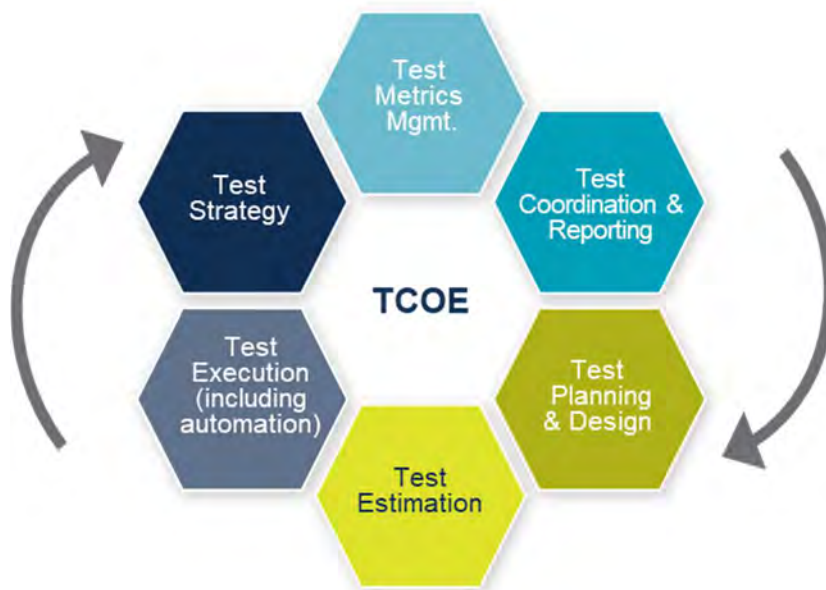 Test
Metrics
Mgmt.
Test
Strategy
Test
Coordination &
Reporting
TCOE
Test
Execution
(including
automation)
Test
Planning
& Design
Test
Estimation